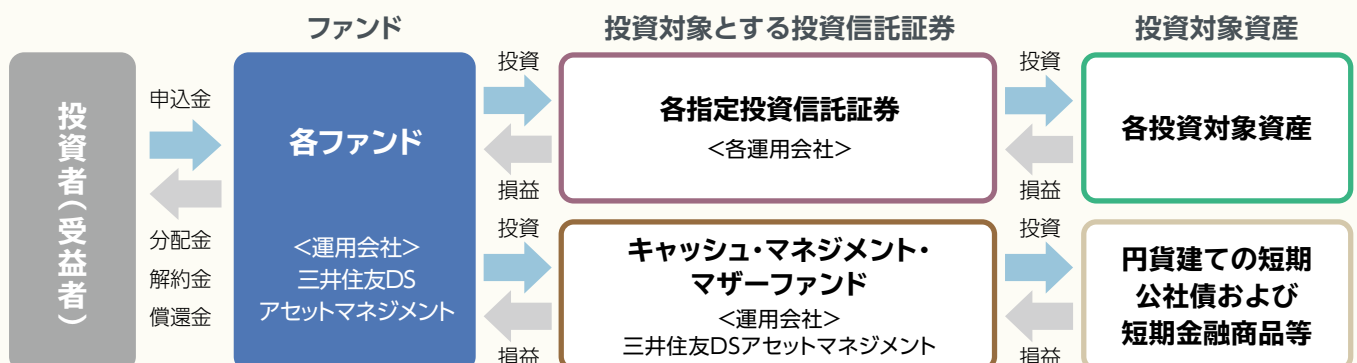 ファンド
投資対象とする投資信託証券
投資対象資産
投資者(受益者)
申込金
分配金
解約金
償還金
各ファンド
<運用会社>
三井住友DS
アセットマネジメント
投資
損益
各指定投資信託証券
<各運用会社>
投資
損益
各投資対象資産
投資
損益
キャッシュ・マネジメント・
マザーファンド
<運用会社>
三井住友DSアセットマネジメント
投資
損益
円貨建ての短期
公社債および
短期金融商品等